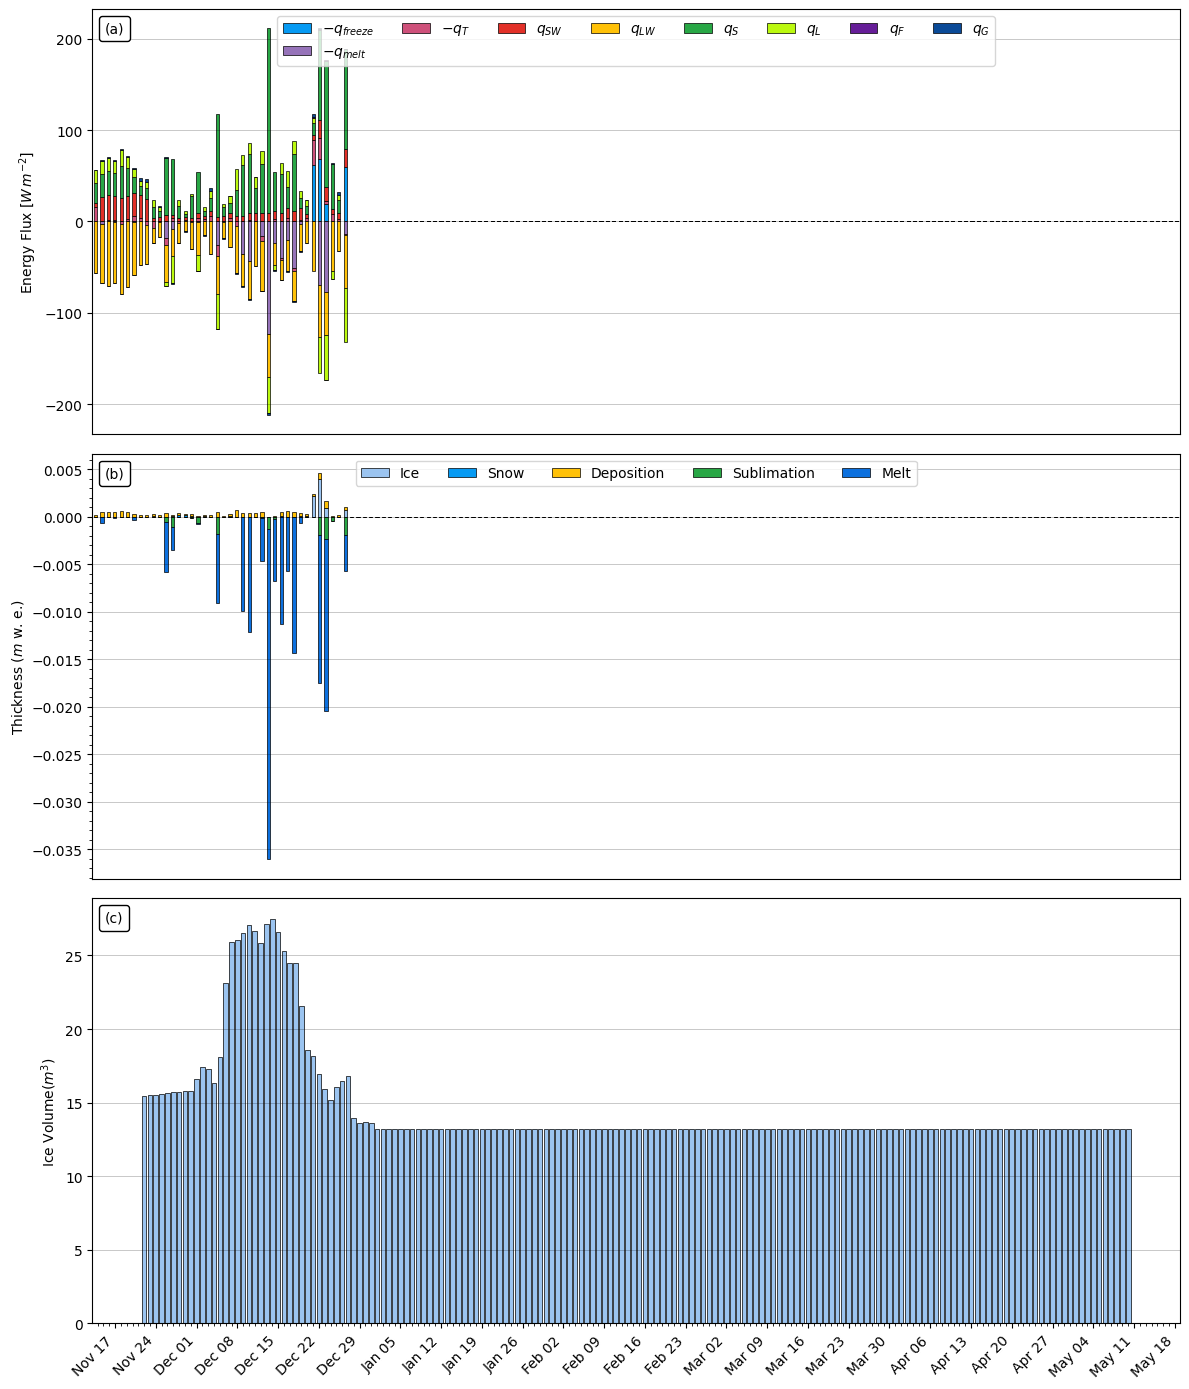 (a)
−q_freeze −q_T q_SW q_LW q_S q_L q_F q_G
−q_melt
200
100
0
−100
−200
Energy Flux [W m⁻²]
(b)
Ice Snow Deposition Sublimation Melt
0.005
0.000
−0.005
−0.010
−0.015
−0.020
−0.025
−0.030
−0.035
Thickness (m w. e.)
(c)
25
20
15
10
5
0
Ice Volume(m³)
Nov 17 Nov 24 Dec 01 Dec 08 Dec 15 Dec 22 Dec 29 Jan 05 Jan 12 Jan 19 Jan 26 Feb 02 Feb 09 Feb 16 Feb 23 Mar 02 Mar 09 Mar 16 Mar 23 Mar 30 Apr 06 Apr 13 Apr 20 Apr 27 May 04 May 11 May 18